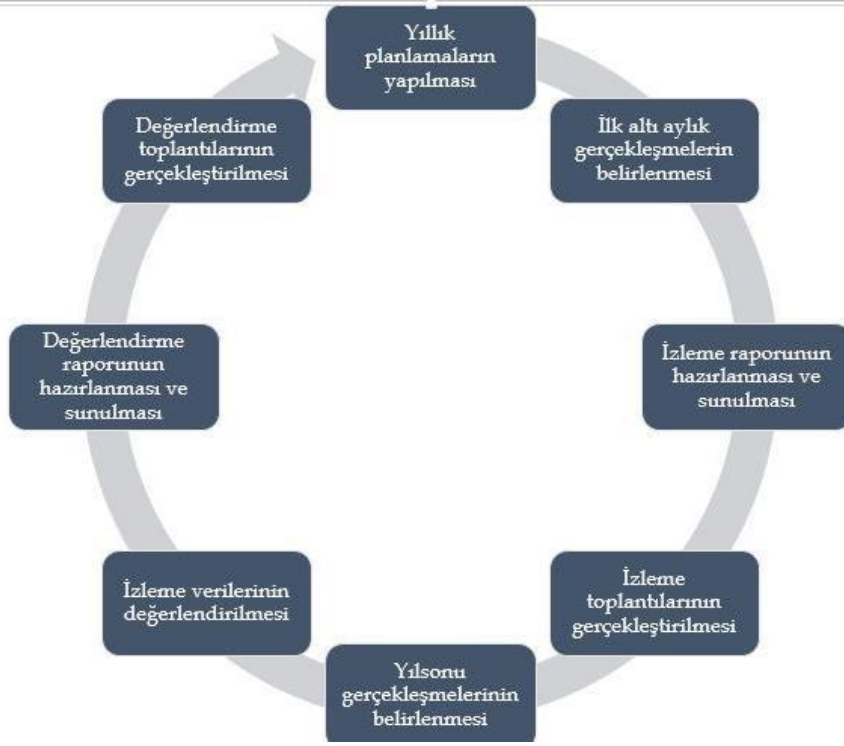 Yıllık
planlamaların
yapılması
İlk altı aylık
gerçekleşmelerin
belirlenmesi
İzleme raporunun
hazırlanması ve
sunulması
İzleme
toplantılarının
gerçekleştirilmesi
Yılsonu
gerçekleşmelerinin
belirlenmesi
İzleme verilerinin
değerlendirilmesi
Değerlendirme
raporunun
hazırlanması ve
sunulması
Değerlendirme
toplantılarının
gerçekleştirilmesi